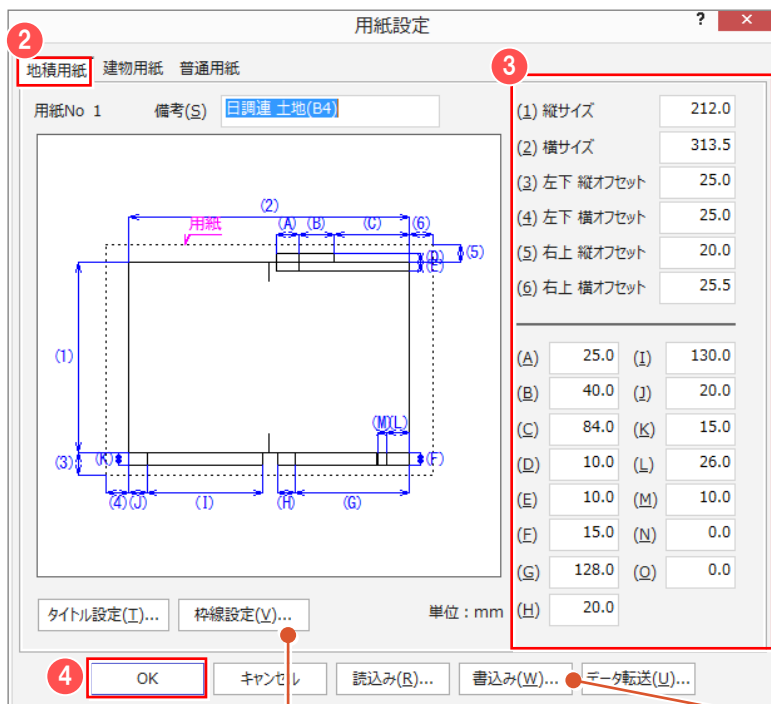 用紙設定
? ×
2
地積用紙 建物用紙 普通用紙
3
用紙No 1 備考(S) 日調連 土地(B4)
(1) 縦サイズ 212.0
(2) 横サイズ 313.5
(3) 左下 縦オフセット 25.0
(4) 左下 横オフセット 25.0
(5) 右上 縦オフセット 20.0
(6) 右上 横オフセット 25.5
(2)
用紙
(A) (B) (C) (6)
(5)
(D)
(E)
(1)
(M)(L)
(3) (K) (F)
(4) (J) (I) (H) (G)
(A) 25.0 (I) 130.0
(B) 40.0 (J) 20.0
(C) 84.0 (K) 15.0
(D) 10.0 (L) 26.0
(E) 10.0 (M) 10.0
(F) 15.0 (N) 0.0
(G) 128.0 (O) 0.0
(H) 20.0
タイトル設定(T)... 枠線設定(V)... 単位：mm
4
OK キャンセル 読込み(R)... 書込み(W)... データ転送(U)...